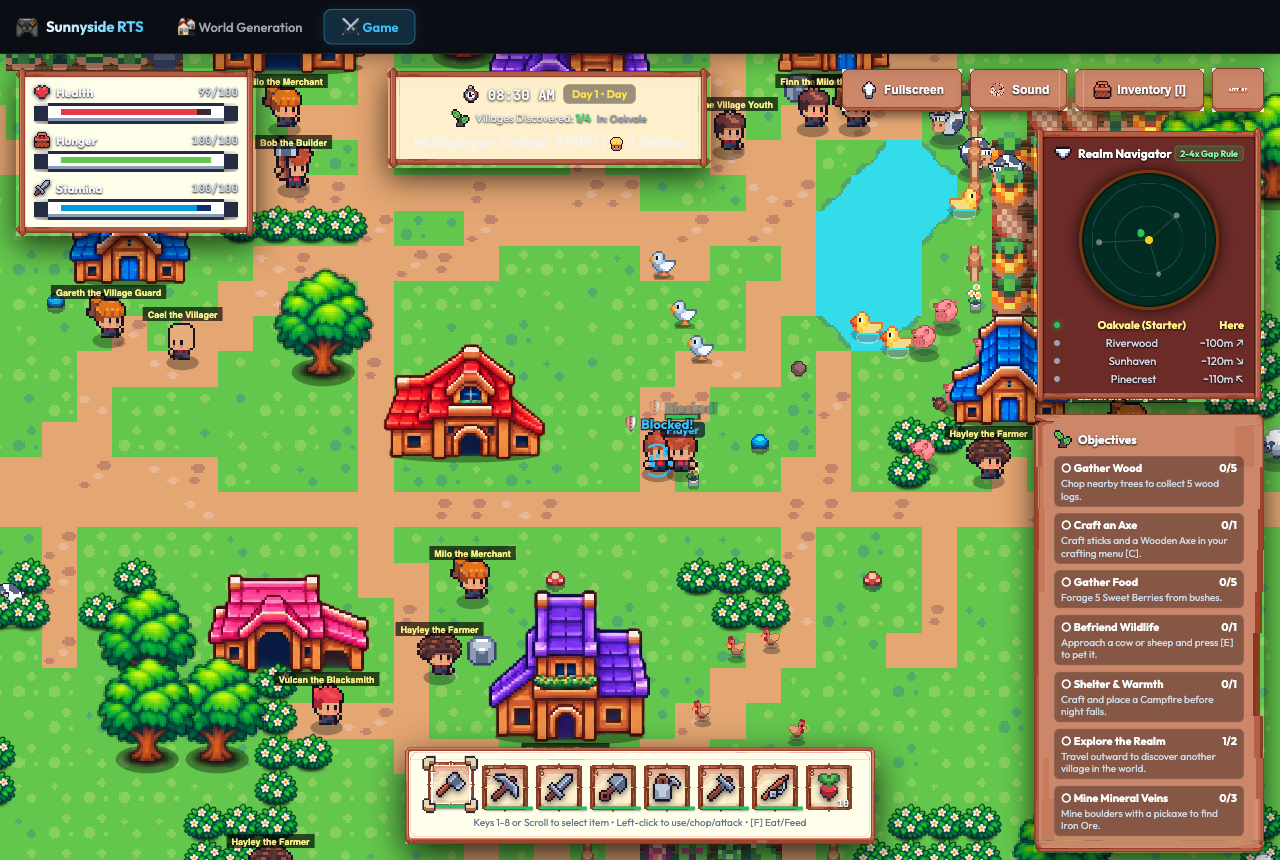 Sunnyside RTS
World Generation
Game
Health 99/100
Hunger 100/100
Stamina 100/100
08:30 AM Day 1 • Day
Villages Discovered: 1/4 In: Oakvale
Fullscreen
Sound
Inventory [I]
Realm Navigator 2-4x Gap Rule
Oakvale (Starter) Here
Riverwood ~100m ↗
Sunhaven ~120m ↘
Pinecrest ~110m ↖
Objectives
Gather Wood 0/5
Chop nearby trees to collect 5 wood
logs.
Craft an Axe 0/1
Craft sticks and a Wooden Axe in your
crafting menu [C].
Gather Food 0/5
Forage 5 Sweet Berries from bushes.
Befriend Wildlife 0/1
Approach a cow or sheep and press [E]
to pet it.
Shelter & Warmth 0/1
Craft and place a Campfire before
night falls.
Explore the Realm 1/2
Travel outward to discover another
village in the world.
Mine Mineral Veins 0/3
Mine boulders with a pickaxe to find
Iron Ore.
Milo the Merchant
Bob the Builder
Village Youth
Finn the
Gareth the Village Guard
Cael the Villager
Blocked!
Blocked!
Player
Hayley the Farmer
Milo the Merchant
Hayley the Farmer
Vulcan the Blacksmith
Hayley the Farmer
10
Keys 1-8 or Scroll to select item • Left-click to use/chop/attack • [F] Eat/Feed